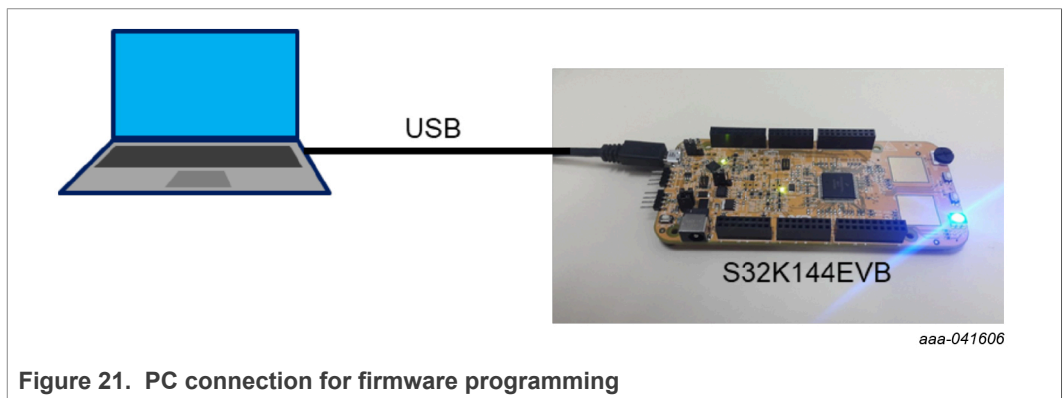 USB
S32K144EVB
aaa-041606
Figure 21. PC connection for firmware programming